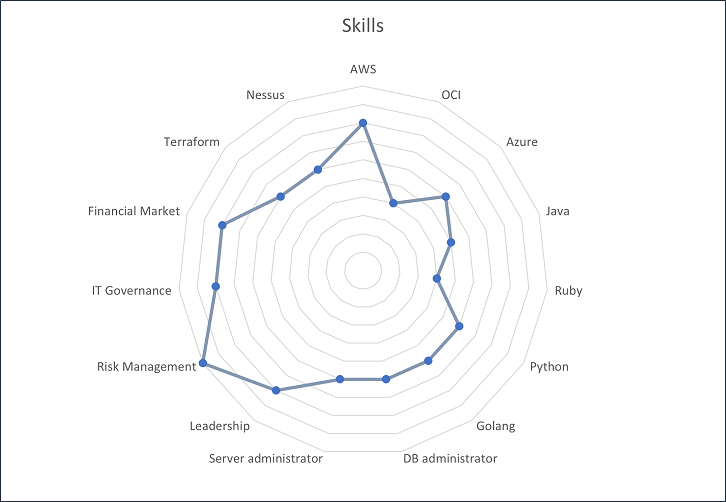 Skills
AWS
OCI
Azure
Java
Ruby
Python
Golang
DB administrator
Server administrator
Leadership
Risk Management
IT Governance
Financial Market
Terraform
Nessus